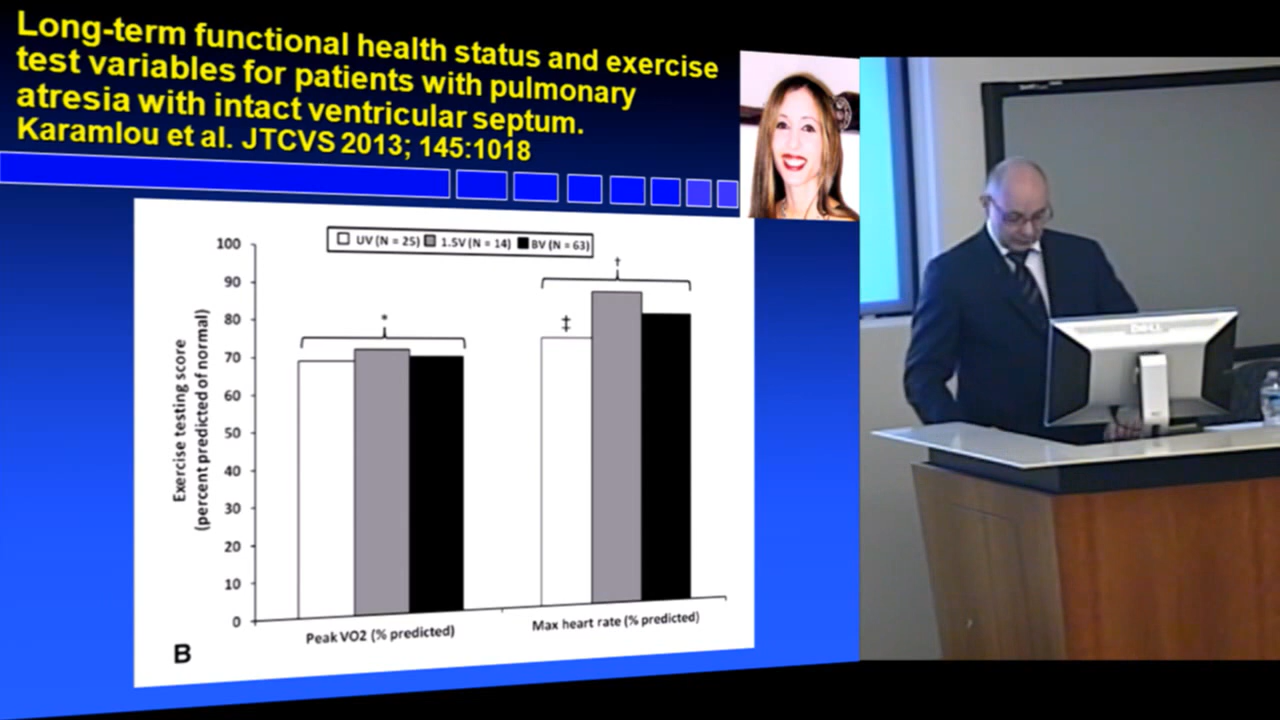 Long-term functional health status and exercise
test variables for patients with pulmonary
atresia with intact ventricular septum.
Karamlou et al. JTCVS 2013; 145:1018
UV (N = 25) 1.5V (N = 14) BV (N = 63)
Exercise testing score
(percent predicted of normal)
100
90
80
70
60
50
40
30
20
10
0
*
‡
†
Peak VO2 (% predicted)
Max heart rate (% predicted)
B
DELL